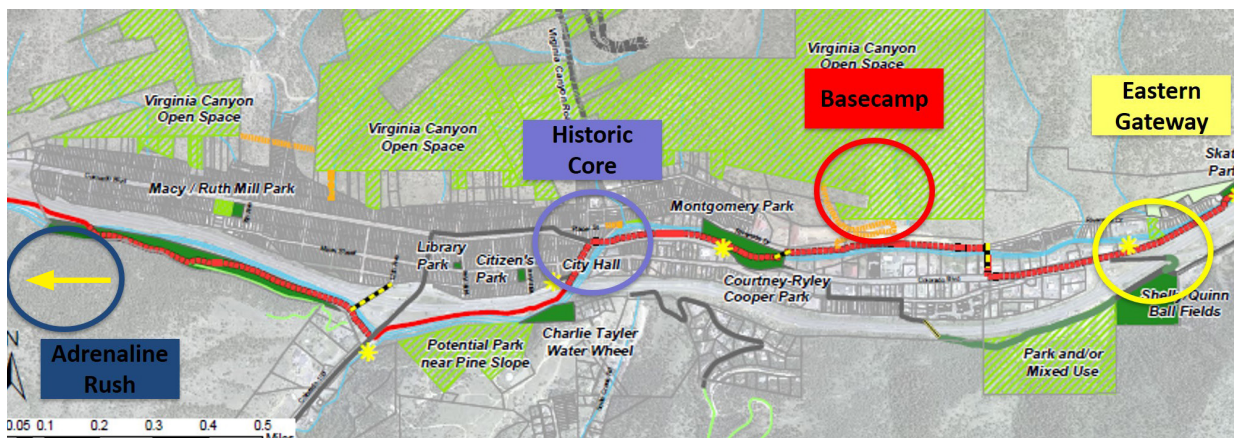 Virginia Canyon
Open Space
Virginia Canyon
Open Space
Virginia Canyon
Open Space
Basecamp
Eastern
Gateway
Historic
Core
Macy / Ruth Mill Park
Montgomery Park
Library
Park
Citizen's
Park
City Hall
Courtney-Ryley
Cooper Park
Shelly/Quinn
Ball Fields
Charlie Tayler
Water Wheel
Potential Park
near Pine Slope
Park and/or
Mixed Use
Adrenaline
Rush
N
0.05 0.1 0.2 0.3 0.4 0.5
Miles